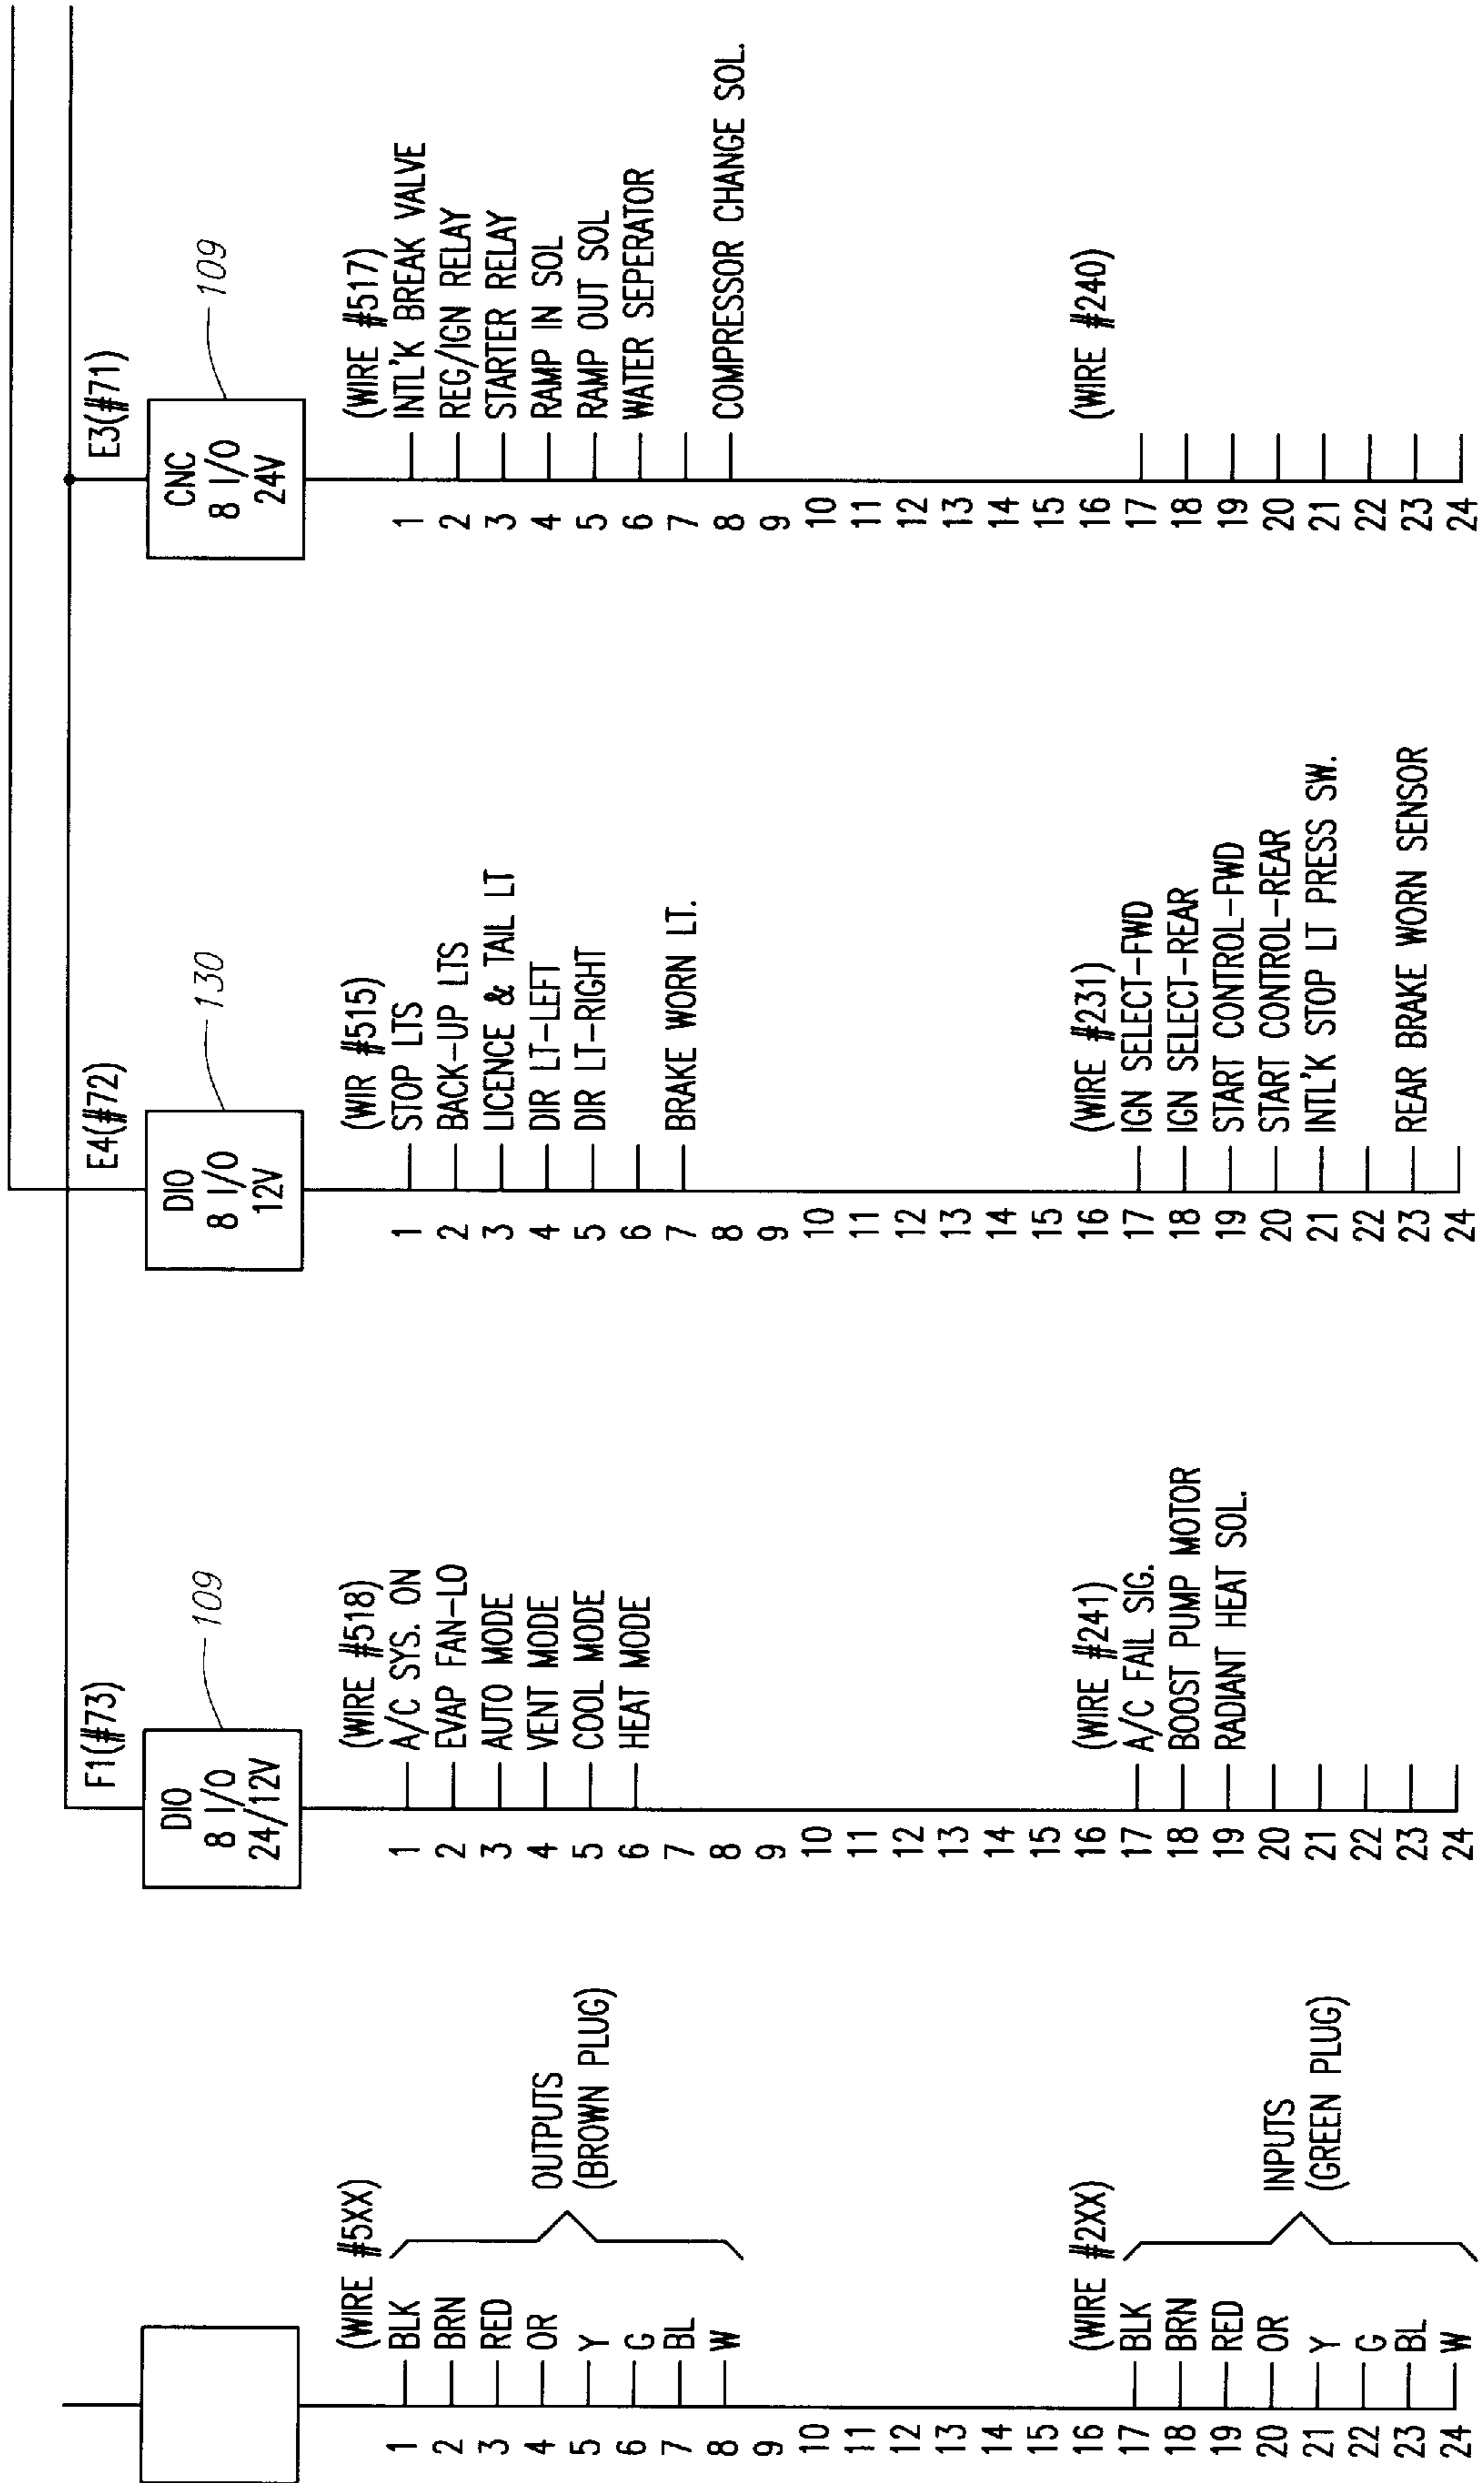 (WIRE #5XX)
1 BLK
2 BRN
3 RED
4 OR
5 Y
6 G
7 BL
8 W
9
10
11
12
13
14
15
16
(WIRE #2XX)
17 BLK
18 BRN
19 RED
20 OR
21 Y
22 G
23 BL
24 W
OUTPUTS
(BROWN PLUG)
INPUTS
(GREEN PLUG)
F1(#73)
DIO
8 I/O
24/12V
109
(WIRE #518)
1 A/C SYS. ON
2 EVAP FAN-LO
3 AUTO MODE
4 VENT MODE
5 COOL MODE
6 HEAT MODE
7
8
9
10
11
12
13
14
15
16
(WIRE #241)
17 A/C FAIL SIG.
18 BOOST PUMP MOTOR
19 RADIANT HEAT SOL.
20
21
22
23
24
E4(#72)
DIO
8 I/O
12V
130
(WIR #515)
1 STOP LTS
2 BACK-UP LTS
3 LICENCE & TAIL LT
4 DIR LT-LEFT
5 DIR LT-RIGHT
6
7 BRAKE WORN LT.
8
9
10
11
12
13
14
15
16
(WIRE #231)
17 IGN SELECT-FWD
18 IGN SELECT-REAR
19 START CONTROL-FWD
20 START CONTROL-REAR
21 INTL'K STOP LT PRESS SW.
22
23 REAR BRAKE WORN SENSOR
24
E3(#71)
CNC
8 I/O
24V
109
(WIRE #517)
1 INTL'K BREAK VALVE
2 REG/IGN RELAY
3 STARTER RELAY
4 RAMP IN SOL
5 RAMP OUT SOL
6 WATER SEPERATOR
7
8 COMPRESSOR CHANGE SOL.
9
10
11
12
13
14
15
16
(WIRE #240)
17
18
19
20
21
22
23
24